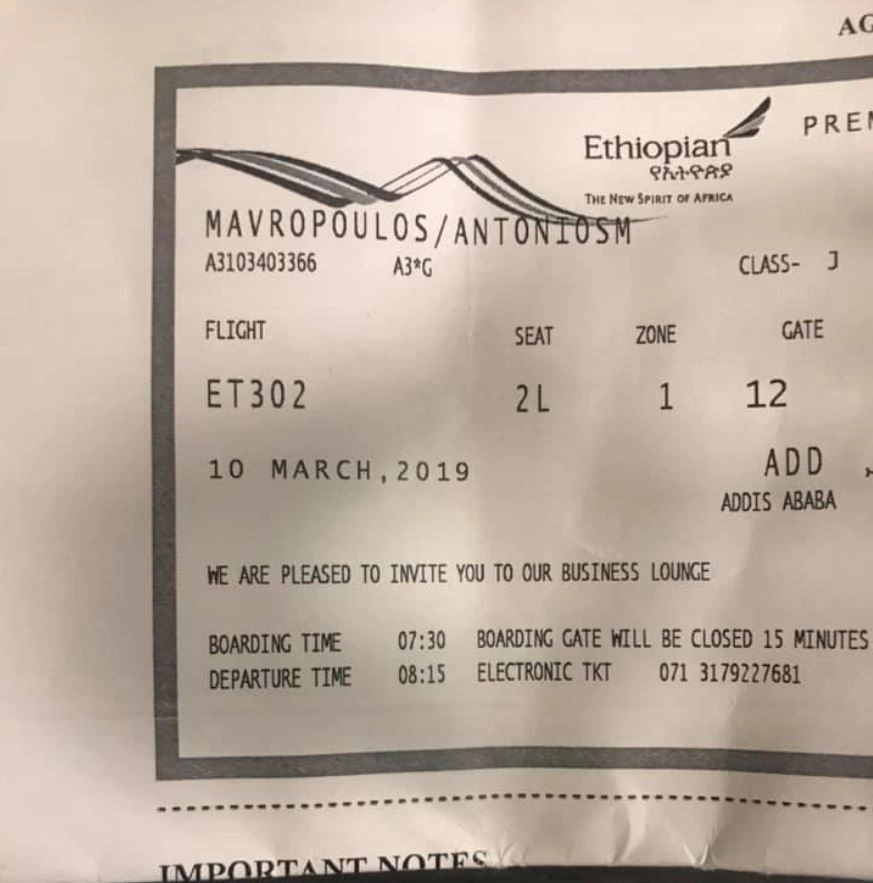 AG
Ethiopian
PREM
የኢትዮጵያ
THE NEW SPIRIT OF AFRICA
MAVROPOULOS/ANTONIOSM
A3103403366 A3*G CLASS- J
FLIGHT SEAT ZONE GATE
ET302 2L 1 12
10 MARCH,2019 ADD
ADDIS ABABA
WE ARE PLEASED TO INVITE YOU TO OUR BUSINESS LOUNGE
BOARDING TIME 07:30 BOARDING GATE WILL BE CLOSED 15 MINUTES
DEPARTURE TIME 08:15 ELECTRONIC TKT 071 3179227681
IMPORTANT NOTES